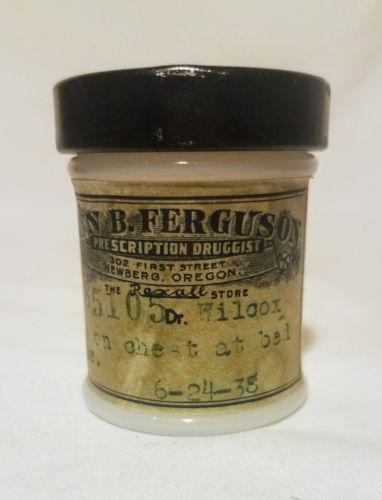 N B. FERGUSON
PRESCRIPTION DRUGGIST
302 FIRST STREET
NEWBERG, OREGON.
THE Rexall STORE
35105 Dr. Wilcox
on chest at bed
e.
6-24-38